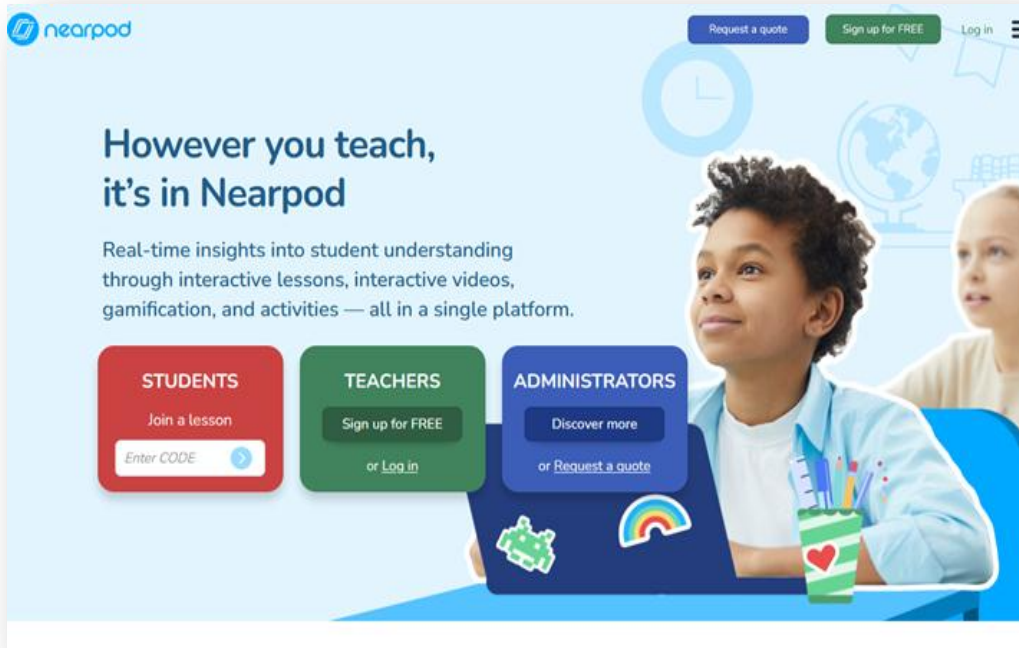 nearpod
Request a quote
Sign up for FREE
Log in
However you teach,
it’s in Nearpod
Real-time insights into student understanding
through interactive lessons, interactive videos,
gamification, and activities — all in a single platform.
STUDENTS
Join a lesson
Enter CODE
TEACHERS
Sign up for FREE
or Log in
ADMINISTRATORS
Discover more
or Request a quote